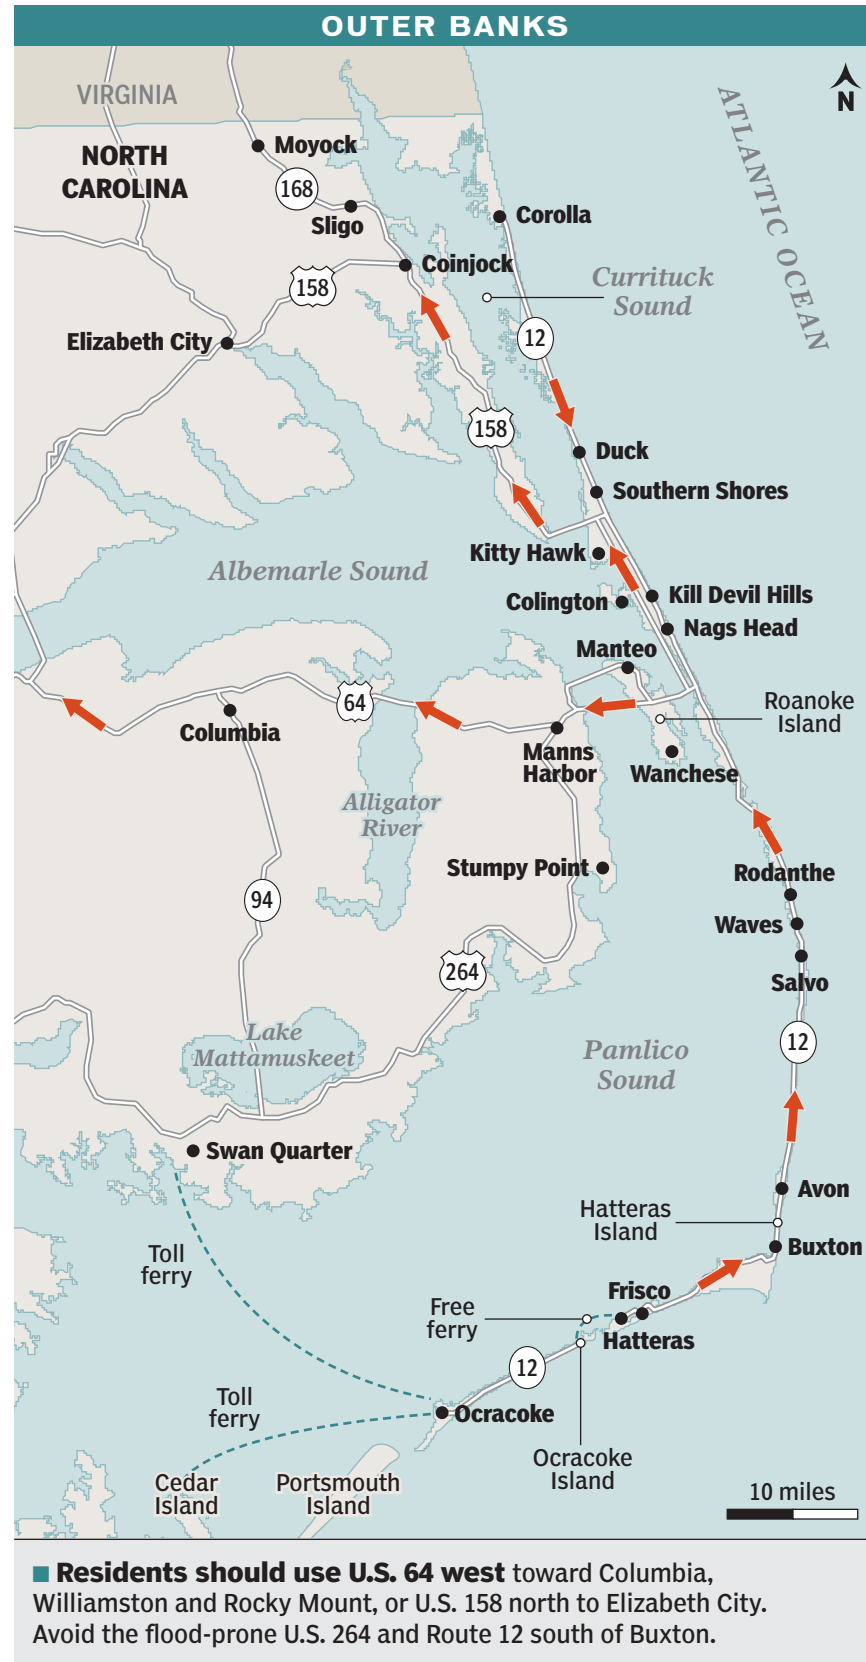 OUTER BANKS
VIRGINIA
N
ATLANTIC OCEAN
NORTH
CAROLINA
Moyock
168
Sligo
Corolla
Coinjock
Currituck
Sound
158
12
Elizabeth City
158
Duck
Southern Shores
Kitty Hawk
Albemarle Sound
Kill Devil Hills
Colington
Nags Head
Manteo
64
Roanoke
Island
Columbia
Manns
Harbor
Wanchese
Alligator
River
Stumpy Point
Rodanthe
94
Waves
264
Salvo
Lake
Mattamuskeet
12
Pamlico
Sound
Swan Quarter
Avon
Hatteras
Island
Toll
ferry
Buxton
Frisco
Free
ferry
Hatteras
12
Toll
ferry
Ocracoke
Ocracoke
Island
Cedar
Island
Portsmouth
Island
10 miles
Residents should use U.S. 64 west toward Columbia,
Williamston and Rocky Mount, or U.S. 158 north to Elizabeth City.
Avoid the flood-prone U.S. 264 and Route 12 south of Buxton.